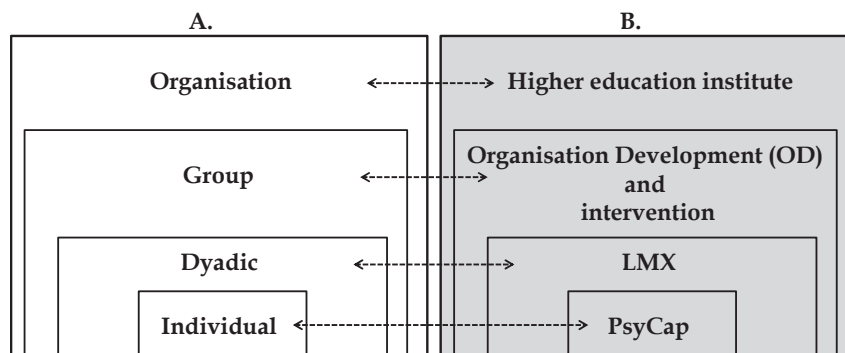 A.
B.
Organisation
Higher education institute
Group
Organisation Development (OD)
and
intervention
Dyadic
LMX
Individual
PsyCap